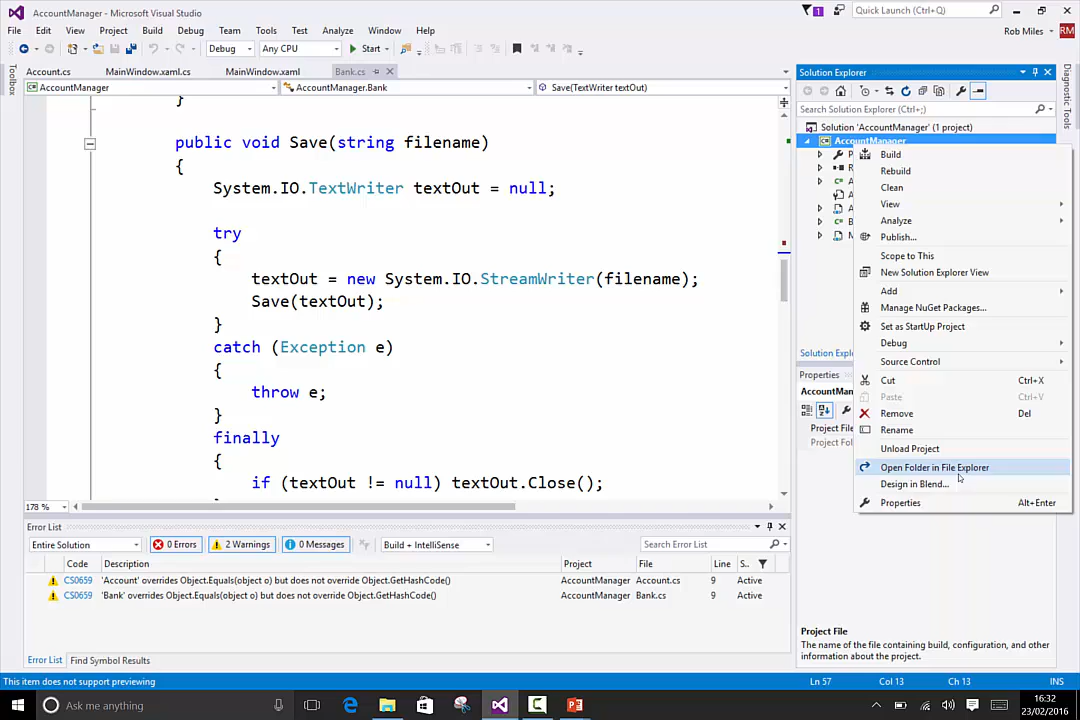 AccountManager - Microsoft Visual Studio
1
Quick Launch (Ctrl+Q)
File Edit View Project Build Debug Team Tools Test Analyze Window Help
Rob Miles
RM
Debug
Any CPU
Start
Toolbox
Account.cs
MainWindow.xaml.cs
MainWindow.xaml
Bank.cs
AccountManager
AccountManager.Bank
Save(TextWriter textOut)
}
public void Save(string filename)
{
System.IO.TextWriter textOut = null;
try
{
textOut = new System.IO.StreamWriter(filename);
Save(textOut);
}
catch (Exception e)
{
throw e;
}
finally
{
if (textOut != null) textOut.Close();
178 %
Solution Explorer
Diagnostic Tools
Search Solution Explorer (Ctrl+;)
Solution 'AccountManager' (1 project)
AccountManager
P
R
A
A
A
B
M
Build
Rebuild
Clean
View
Analyze
Publish...
Scope to This
New Solution Explorer View
Add
Manage NuGet Packages...
Set as StartUp Project
Debug
Source Control
Cut Ctrl+X
Paste Ctrl+V
Remove Del
Rename
Unload Project
Open Folder in File Explorer
Design in Blend...
Properties Alt+Enter
Solution Expl
Properties
AccountMan
Project File
Project Fol
Project File
The name of the file containing build, configuration, and other
information about the project.
Error List
Entire Solution
0 Errors
2 Warnings
0 Messages
Build + IntelliSense
Search Error List
Code Description Project File Line S..
CS0659 'Account' overrides Object.Equals(object o) but does not override Object.GetHashCode() AccountManager Account.cs 9 Active
CS0659 'Bank' overrides Object.Equals(object o) but does not override Object.GetHashCode() AccountManager Bank.cs 9 Active
Error List Find Symbol Results
This item does not support previewing
Ln 57 Col 13 Ch 13 INS
Ask me anything
16:32
23/02/2016